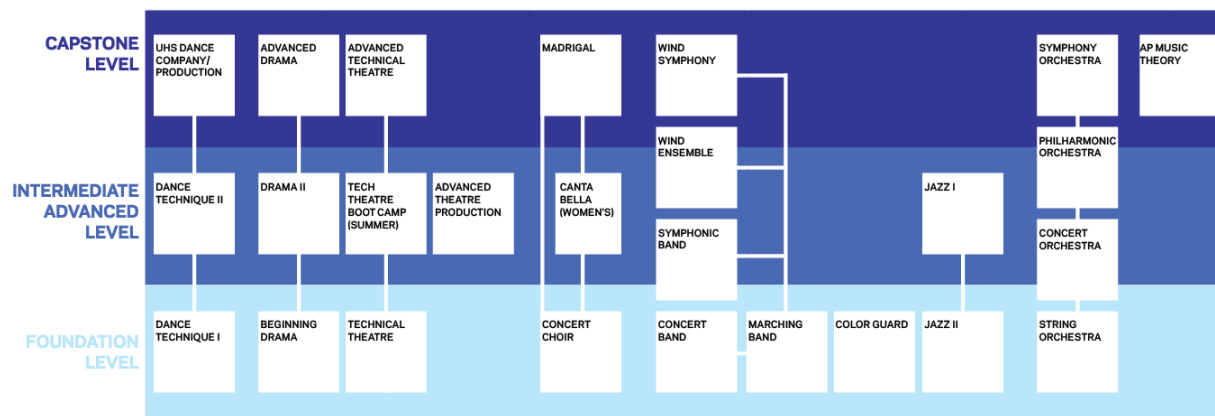 CAPSTONE
LEVEL
UHS DANCE
COMPANY/
PRODUCTION
ADVANCED
DRAMA
ADVANCED
TECHNICAL
THEATRE
MADRIGAL
WIND
SYMPHONY
SYMPHONY
ORCHESTRA
AP MUSIC
THEORY
WIND
ENSEMBLE
PHILHARMONIC
ORCHESTRA
INTERMEDIATE
ADVANCED
LEVEL
DANCE
TECHNIQUE II
DRAMA II
TECH
THEATRE
BOOT CAMP
(SUMMER)
ADVANCED
THEATRE
PRODUCTION
CANTA
BELLA
(WOMEN'S)
SYMPHONIC
BAND
JAZZ I
CONCERT
ORCHESTRA
FOUNDATION
LEVEL
DANCE
TECHNIQUE I
BEGINNING
DRAMA
TECHNICAL
THEATRE
CONCERT
CHOIR
CONCERT
BAND
MARCHING
BAND
COLOR GUARD
JAZZ II
STRING
ORCHESTRA